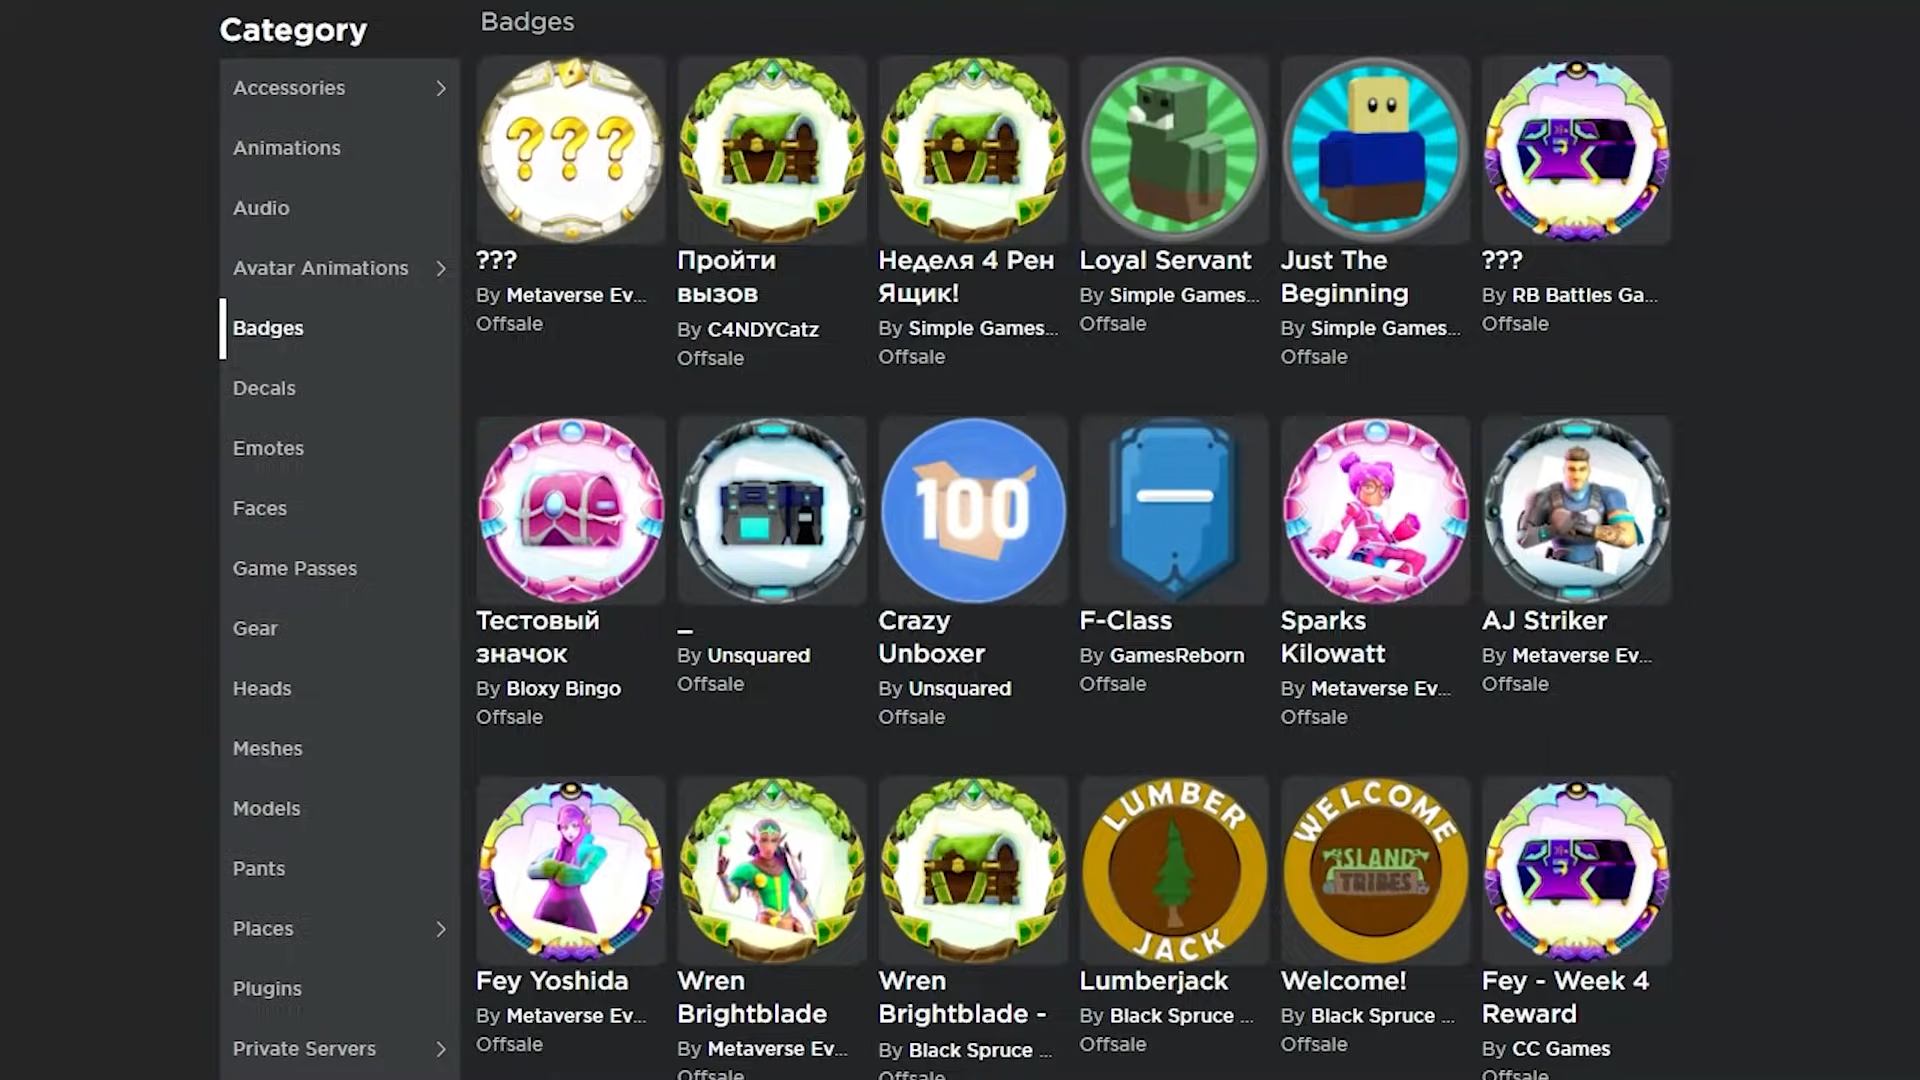 Category
Accessories
Animations
Audio
Avatar Animations
Badges
Decals
Emotes
Faces
Game Passes
Gear
Heads
Meshes
Models
Pants
Places
Plugins
Private Servers
Badges
???
???
By Metaverse Ev...
Offsale
Пройти
вызов
By C4NDYCatz
Offsale
Неделя 4 Рен
Ящик!
By Simple Games...
Offsale
Loyal Servant
By Simple Games...
Offsale
Just The
Beginning
By Simple Games...
Offsale
???
By RB Battles Ga...
Offsale
Тестовый
значок
By Bloxy Bingo
Offsale
_
By Unsquared
Offsale
100
Crazy
Unboxer
By Unsquared
Offsale
F-Class
By GamesReborn
Offsale
Sparks
Kilowatt
By Metaverse Ev...
Offsale
AJ Striker
By Metaverse Ev...
Offsale
Fey Yoshida
By Metaverse Ev...
Offsale
Wren
Brightblade
By Metaverse Ev...
Offsale
Wren
Brightblade -
By Black Spruce ...
Offsale
LUMBER
JACK
Lumberjack
By Black Spruce ...
Offsale
WELCOME
ISLAND
TRIBES
Welcome!
By Black Spruce ...
Offsale
Fey - Week 4
Reward
By CC Games
Offsale